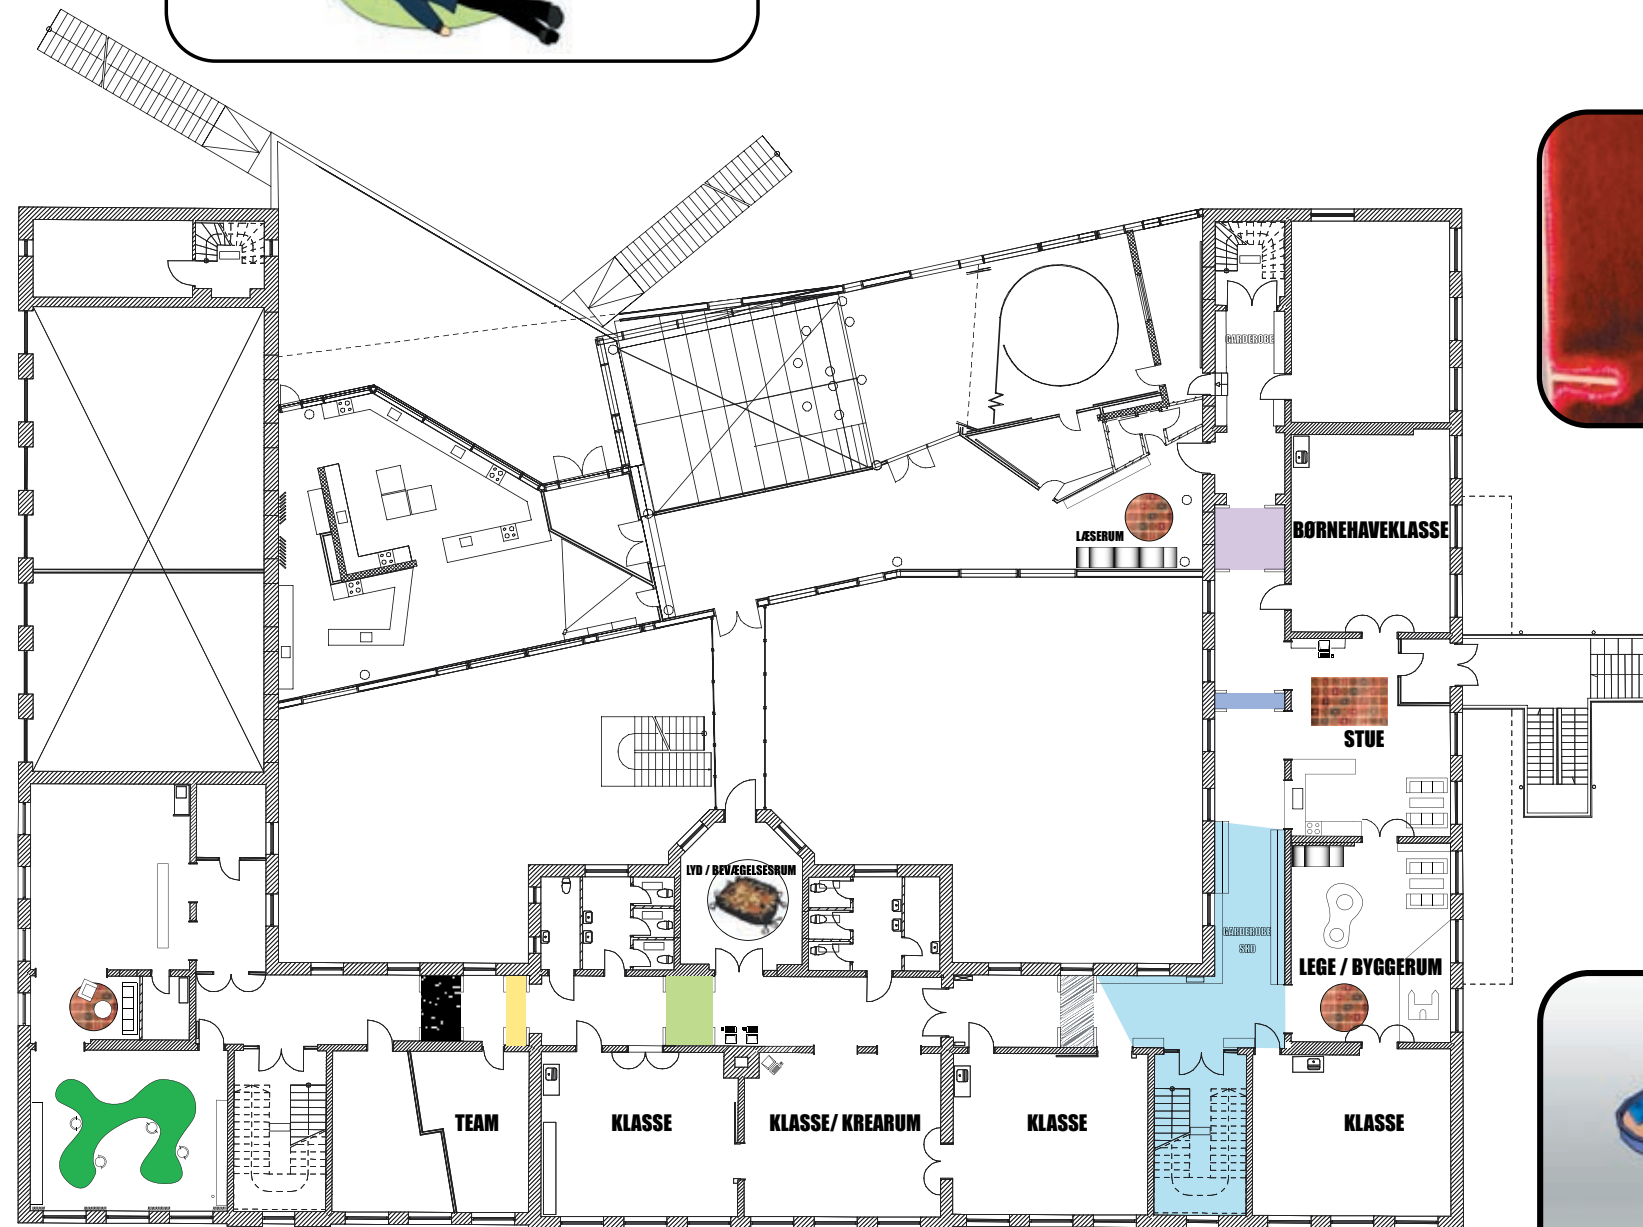 GARDEROBE
BØRNEHAVEKLASSE
LÆSERUM
STUE
LYD / BEVÆGELSESRUM
GARDEROBE
SKO
LEGE / BYGGERUM
TEAM
KLASSE
KLASSE/ KREARUM
KLASSE
KLASSE